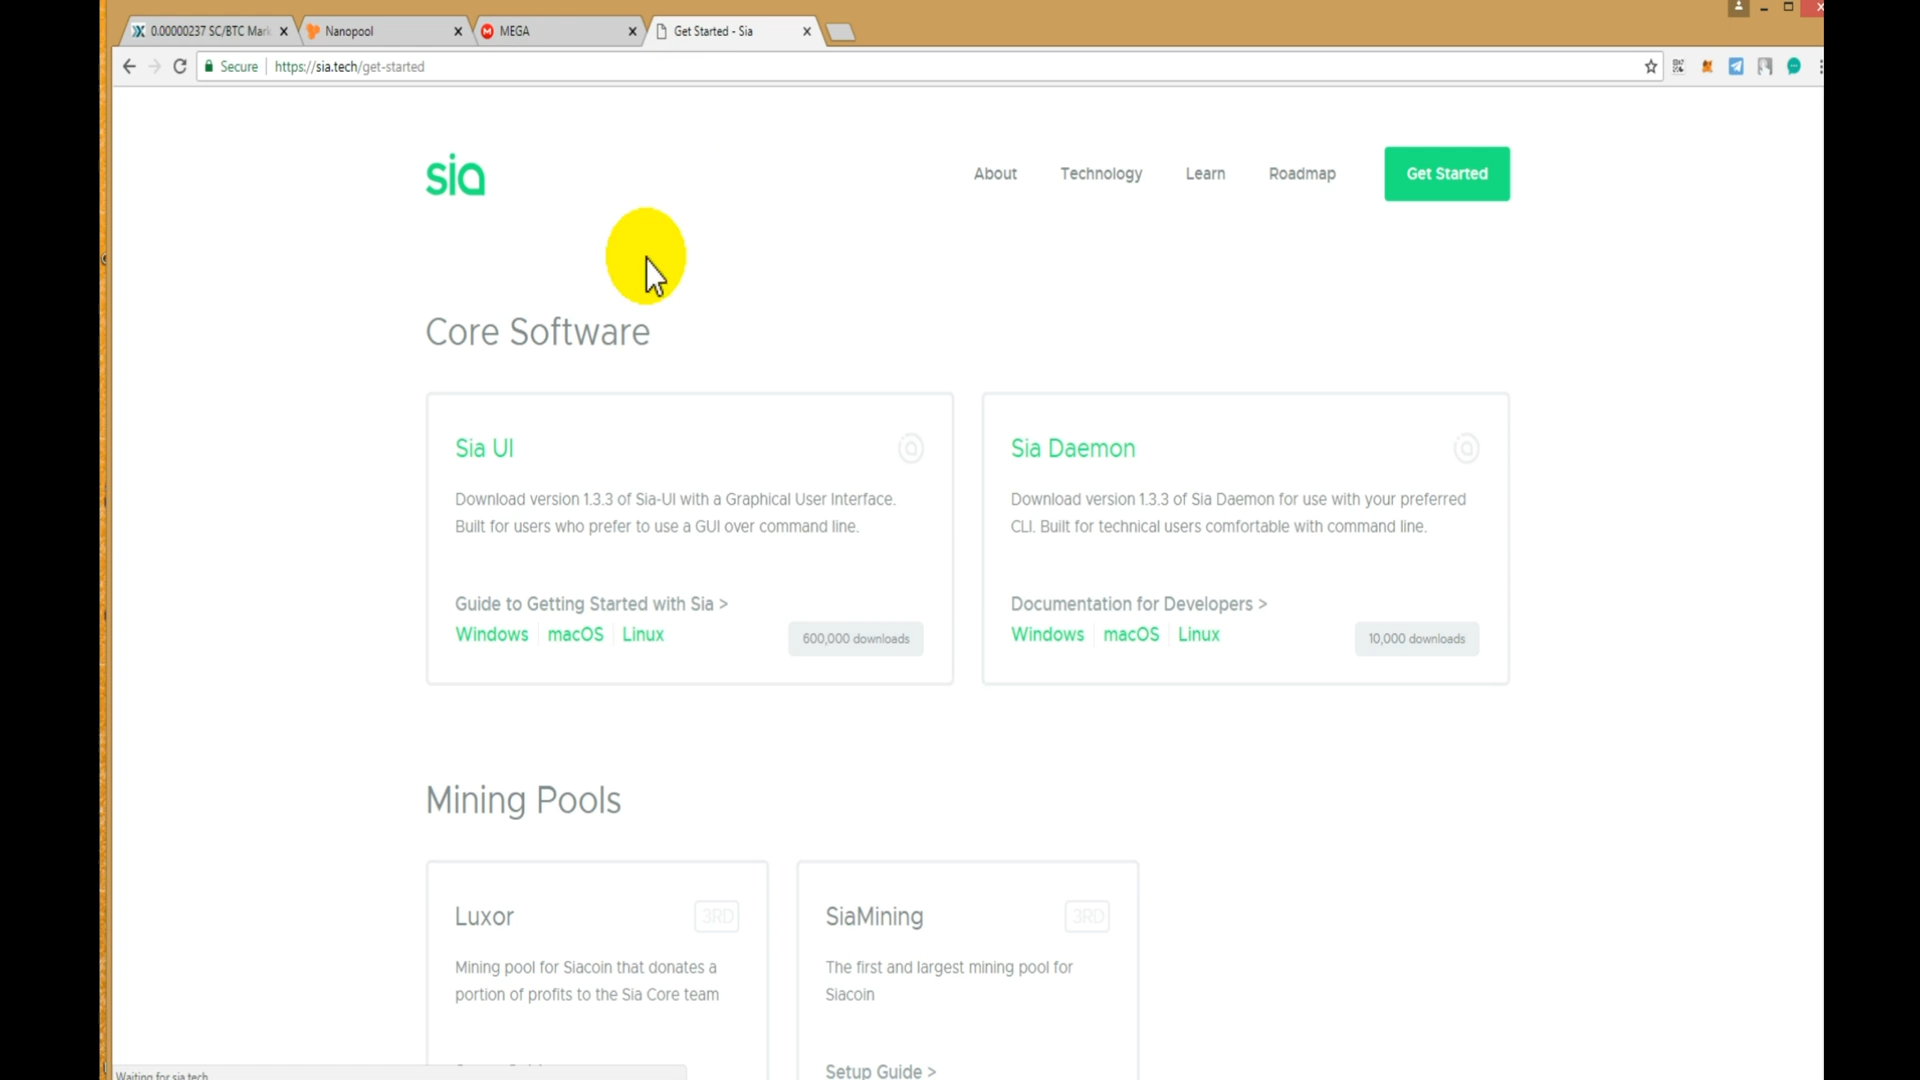 0.00000237 SC/BTC Mark
Nanopool
MEGA
Get Started - Sia
Secure
https://sia.tech/get-started
sia
About
Technology
Learn
Roadmap
Get Started
Core Software
Sia UI
Download version 1.3.3 of Sia-UI with a Graphical User Interface.
Built for users who prefer to use a GUI over command line.
Guide to Getting Started with Sia >
Windows
macOS
Linux
600,000 downloads
Sia Daemon
Download version 1.3.3 of Sia Daemon for use with your preferred
CLI. Built for technical users comfortable with command line.
Documentation for Developers >
Windows
macOS
Linux
10,000 downloads
Mining Pools
Luxor
3RD
Mining pool for Siacoin that donates a
portion of profits to the Sia Core team
SiaMining
3RD
The first and largest mining pool for
Siacoin
Setup Guide >
Waiting for sia.tech